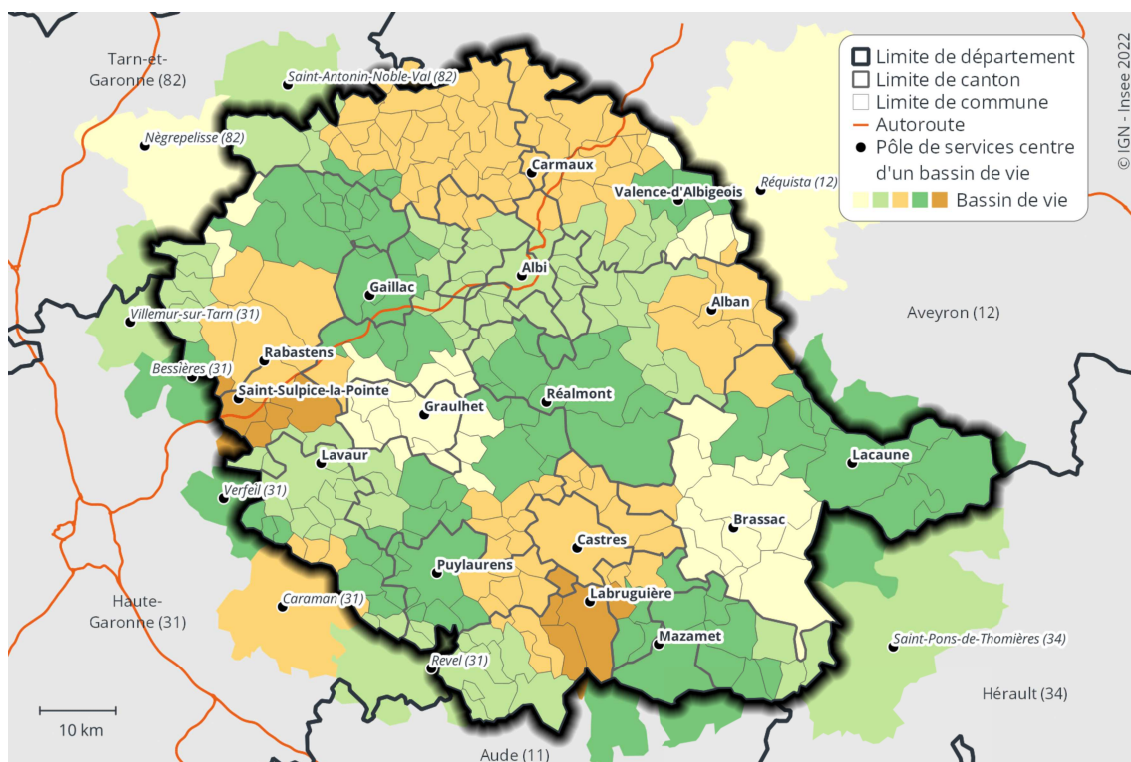 Tarn-et-
Garonne (82)
Saint-Antonin-Noble-Val (82)
Nègrepelisse (82)
Carmaux
Valence-d'Albigeois
Réquista (12)
Limite de département
Limite de canton
Limite de commune
Autoroute
Pôle de services centre
d'un bassin de vie
Bassin de vie
© IGN - Insee 2022
Albi
Gaillac
Alban
Villemur-sur-Tarn (31)
Aveyron (12)
Rabastens
Bessières (31)
Saint-Sulpice-la-Pointe
Graulhet
Réalmont
Lavaur
Lacaune
Verfeil (31)
Brassac
Castres
Puylaurens
Caraman (31)
Labruguière
Haute-
Garonne (31)
Mazamet
Saint-Pons-de-Thomières (34)
Revel (31)
Hérault (34)
10 km
Aude (11)